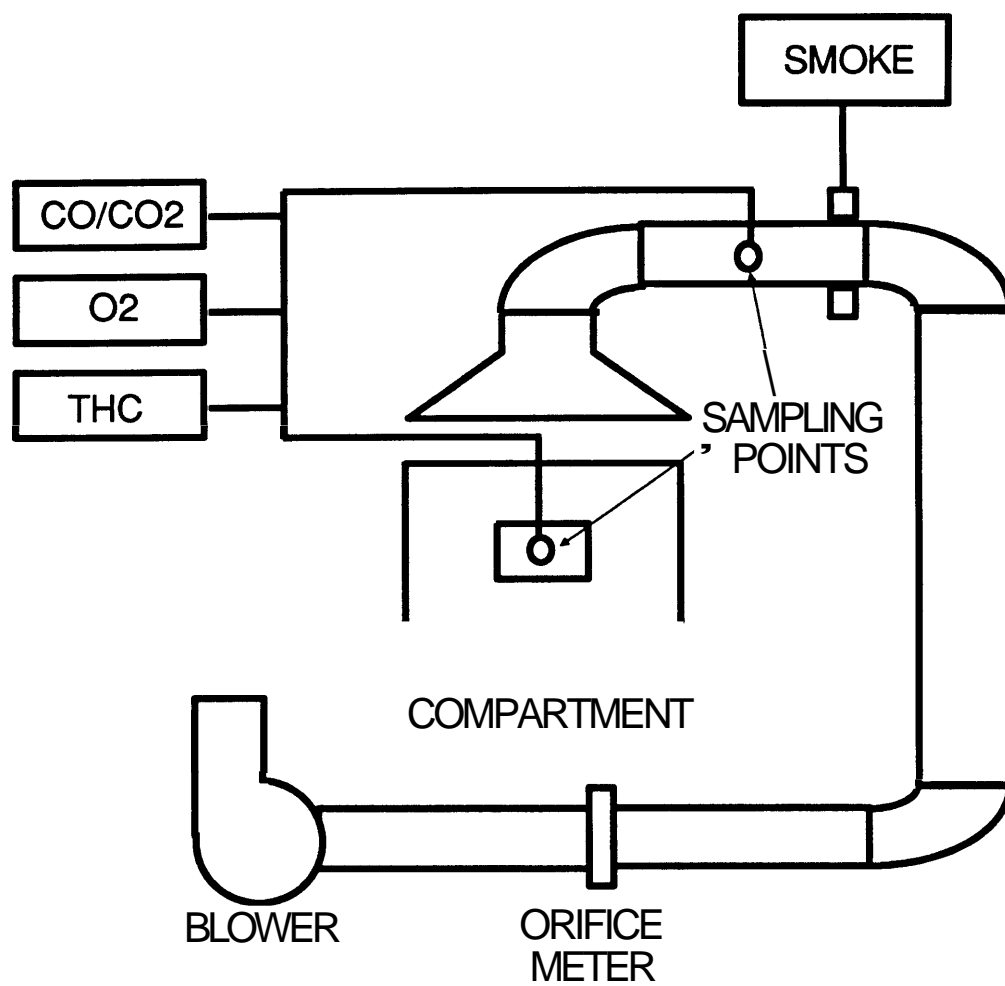 SMOKE
CO/CO2
O2
THC
SAMPLING
POINTS
COMPARTMENT
BLOWER
ORIFICE
METER